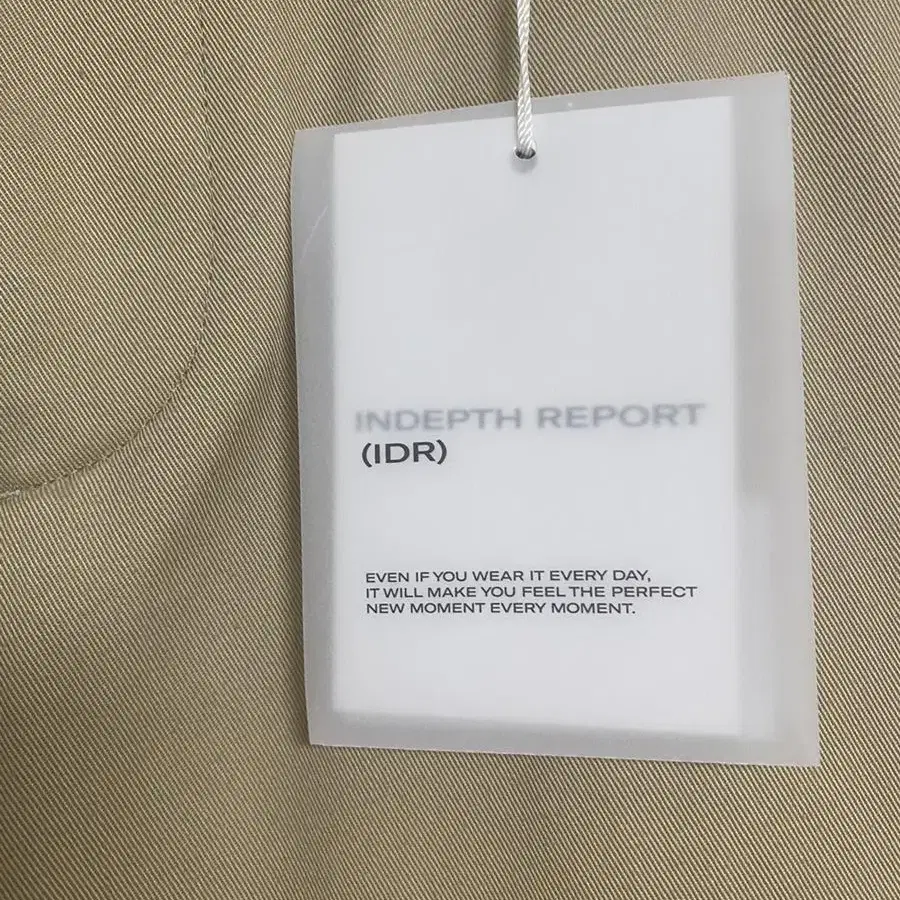 INDEPTH REPORT
(IDR)
EVEN IF YOU WEAR IT EVERY DAY,
IT WILL MAKE YOU FEEL THE PERFECT
NEW MOMENT EVERY MOMENT.